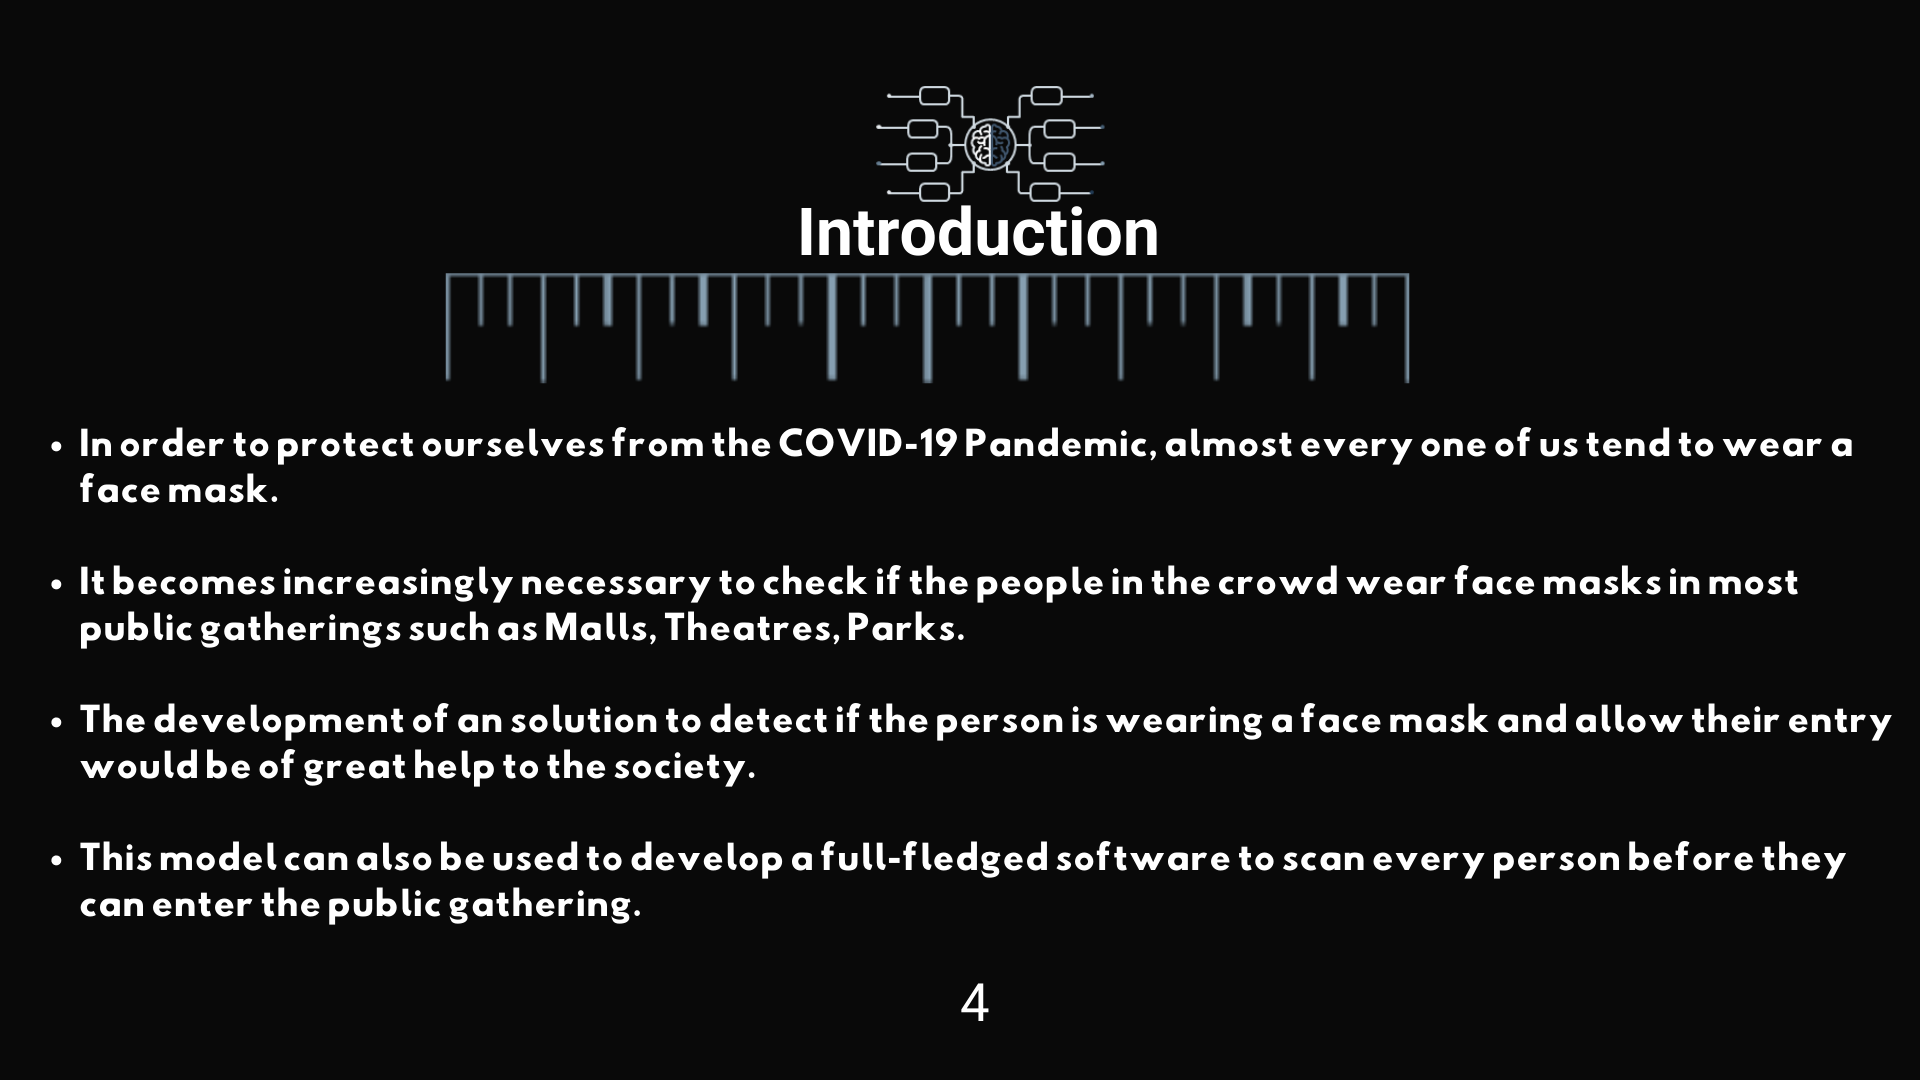 Introduction
• In order to protect ourselves from the COVID-19 Pandemic, almost every one of us tend to wear a
face mask.
• It becomes increasingly necessary to check if the people in the crowd wear face masks in most
public gatherings such as Malls, Theatres, Parks.
• The development of an solution to detect if the person is wearing a face mask and allow their entry
would be of great help to the society.
• This model can also be used to develop a full-fledged software to scan every person before they
can enter the public gathering.
4